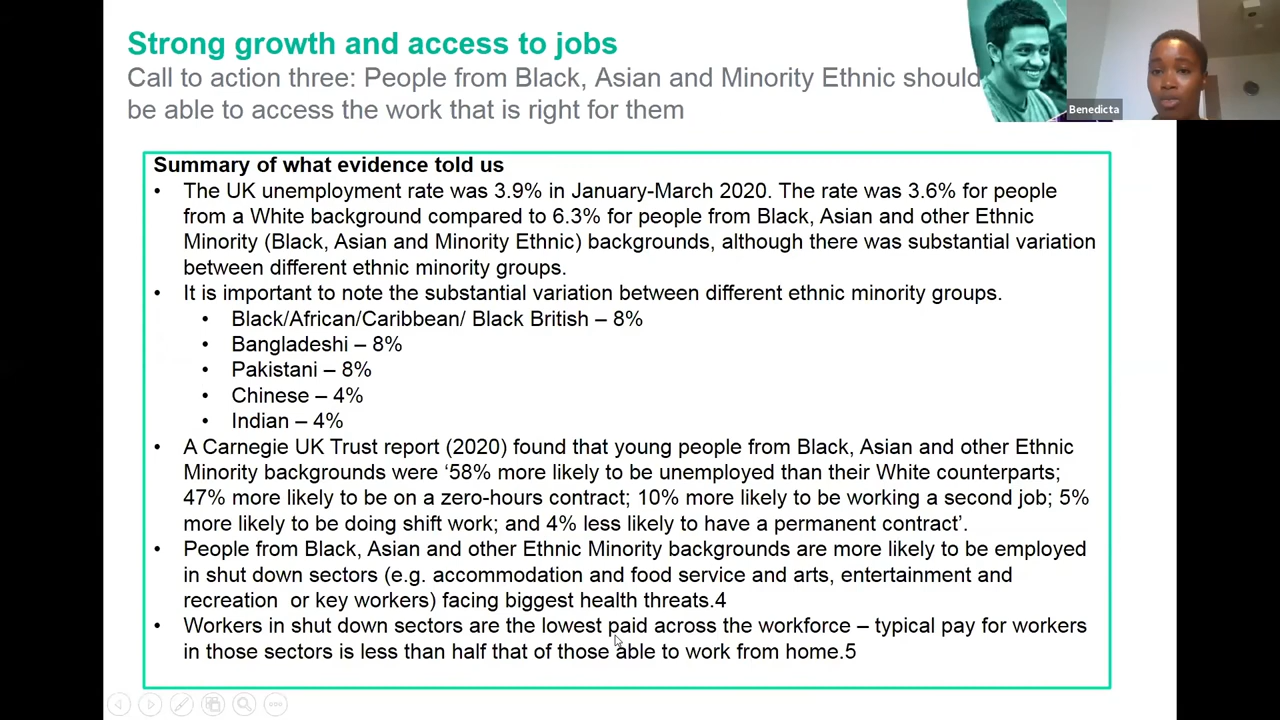 Strong growth and access to jobs
Call to action three: People from Black, Asian and Minority Ethnic should
be able to access the work that is right for them
Benedicta
Summary of what evidence told us
• The UK unemployment rate was 3.9% in January-March 2020. The rate was 3.6% for people
from a White background compared to 6.3% for people from Black, Asian and other Ethnic
Minority (Black, Asian and Minority Ethnic) backgrounds, although there was substantial variation
between different ethnic minority groups.
• It is important to note the substantial variation between different ethnic minority groups.
• Black/African/Caribbean/ Black British – 8%
• Bangladeshi – 8%
• Pakistani – 8%
• Chinese – 4%
• Indian – 4%
• A Carnegie UK Trust report (2020) found that young people from Black, Asian and other Ethnic
Minority backgrounds were ‘58% more likely to be unemployed than their White counterparts;
47% more likely to be on a zero-hours contract; 10% more likely to be working a second job; 5%
more likely to be doing shift work; and 4% less likely to have a permanent contract’.
• People from Black, Asian and other Ethnic Minority backgrounds are more likely to be employed
in shut down sectors (e.g. accommodation and food service and arts, entertainment and
recreation  or key workers) facing biggest health threats.4
• Workers in shut down sectors are the lowest paid across the workforce – typical pay for workers
in those sectors is less than half that of those able to work from home.5